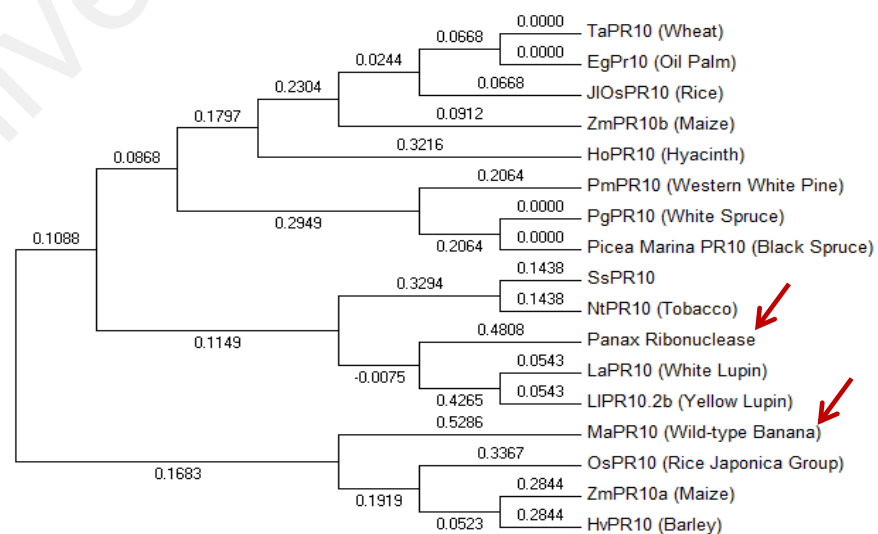 0.0000
0.0668
TaPR10 (Wheat)
0.0244
0.0000
EgPr10 (Oil Palm)
0.2304
0.0668
JIOsPR10 (Rice)
0.1797
0.0912
ZmPR10b (Maize)
0.0868
0.3216
HoPR10 (Hyacinth)
0.2064
PmPR10 (Western White Pine)
0.2949
0.0000
PgPR10 (White Spruce)
0.1088
0.2064
0.0000
Picea Marina PR10 (Black Spruce)
0.3294
0.1438
SsPR10
0.1438
NtPR10 (Tobacco)
0.1149
0.4808
Panax Ribonuclease
-0.0075
0.0543
LaPR10 (White Lupin)
0.4265
0.0543
LIPR10.2b (Yellow Lupin)
0.5286
MaPR10 (Wild-type Banana)
0.1683
0.3367
OsPR10 (Rice Japonica Group)
0.1919
0.2844
ZmPR10a (Maize)
0.0523
0.2844
HvPR10 (Barley)